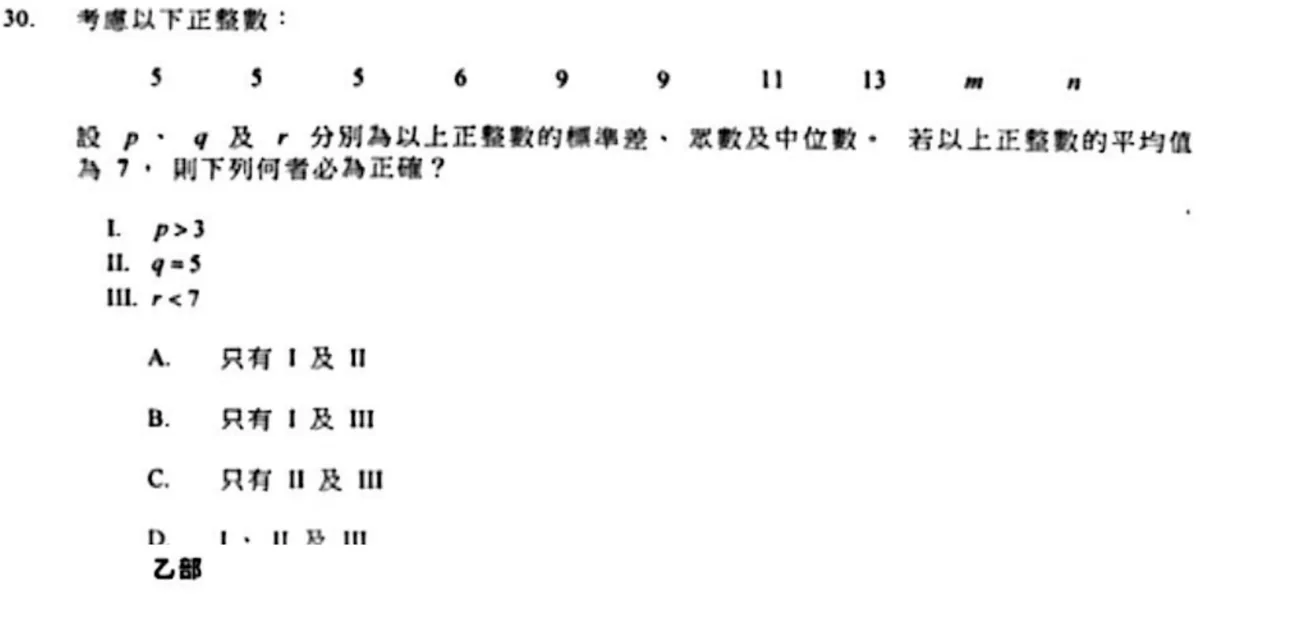 30. 考慮以下正整數：
5 5 5 6 9 9 11 13 m n
設 p、q 及 r 分別為以上正整數的標準差、眾數及中位數。 若以上正整數的平均值
為 7，則下列何者必為正確？
I. p > 3
II. q = 5
III. r < 7
A. 只有 I 及 II
B. 只有 I 及 III
C. 只有 II 及 III
D. I、II 及 III
乙部